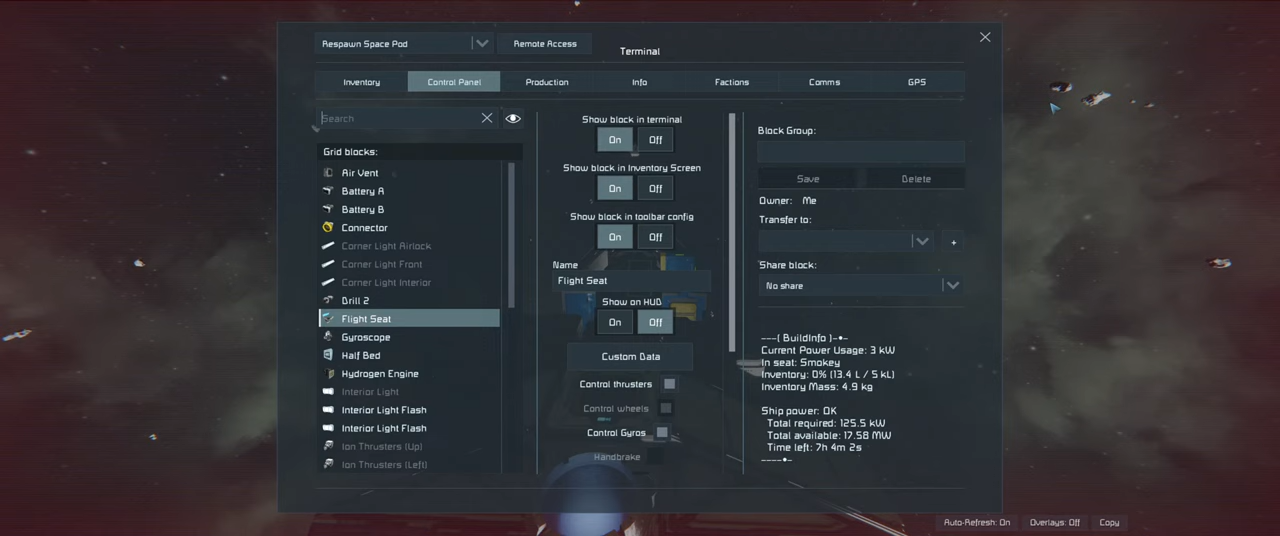 Respawn Space Pod
Remote Access
Terminal
Inventory
Control Panel
Production
Info
Factions
Comms
GPS
Search
Grid blocks:
Air Vent
Battery A
Battery B
Connector
Corner Light Airlock
Corner Light Front
Corner Light Interior
Drill 2
Flight Seat
Gyroscope
Half Bed
Hydrogen Engine
Interior Light
Interior Light Flash
Interior Light Flash
Ion Thrusters (Up)
Ion Thrusters (Left)
Show block in terminal
On Off
Show block in Inventory Screen
On Off
Show block in toolbar config
On Off
Name
Flight Seat
Show on HUD
On Off
Custom Data
Control thrusters
Control wheels
Control Gyros
Handbrake
Block Group:
Save Delete
Owner: Me
Transfer to:
+
Share block:
No share
---( BuildInfo )-•-
Current Power Usage: 3 kW
In seat: Smokey
Inventory: 0% (13.4 L / 5 kL)
Inventory Mass: 4.9 kg
Ship power: OK
Total required: 125.5 kW
Total available: 17.58 MW
Time left: 7h 4m 2s
----•-
Auto-Refresh: On Overlays: Off Copy